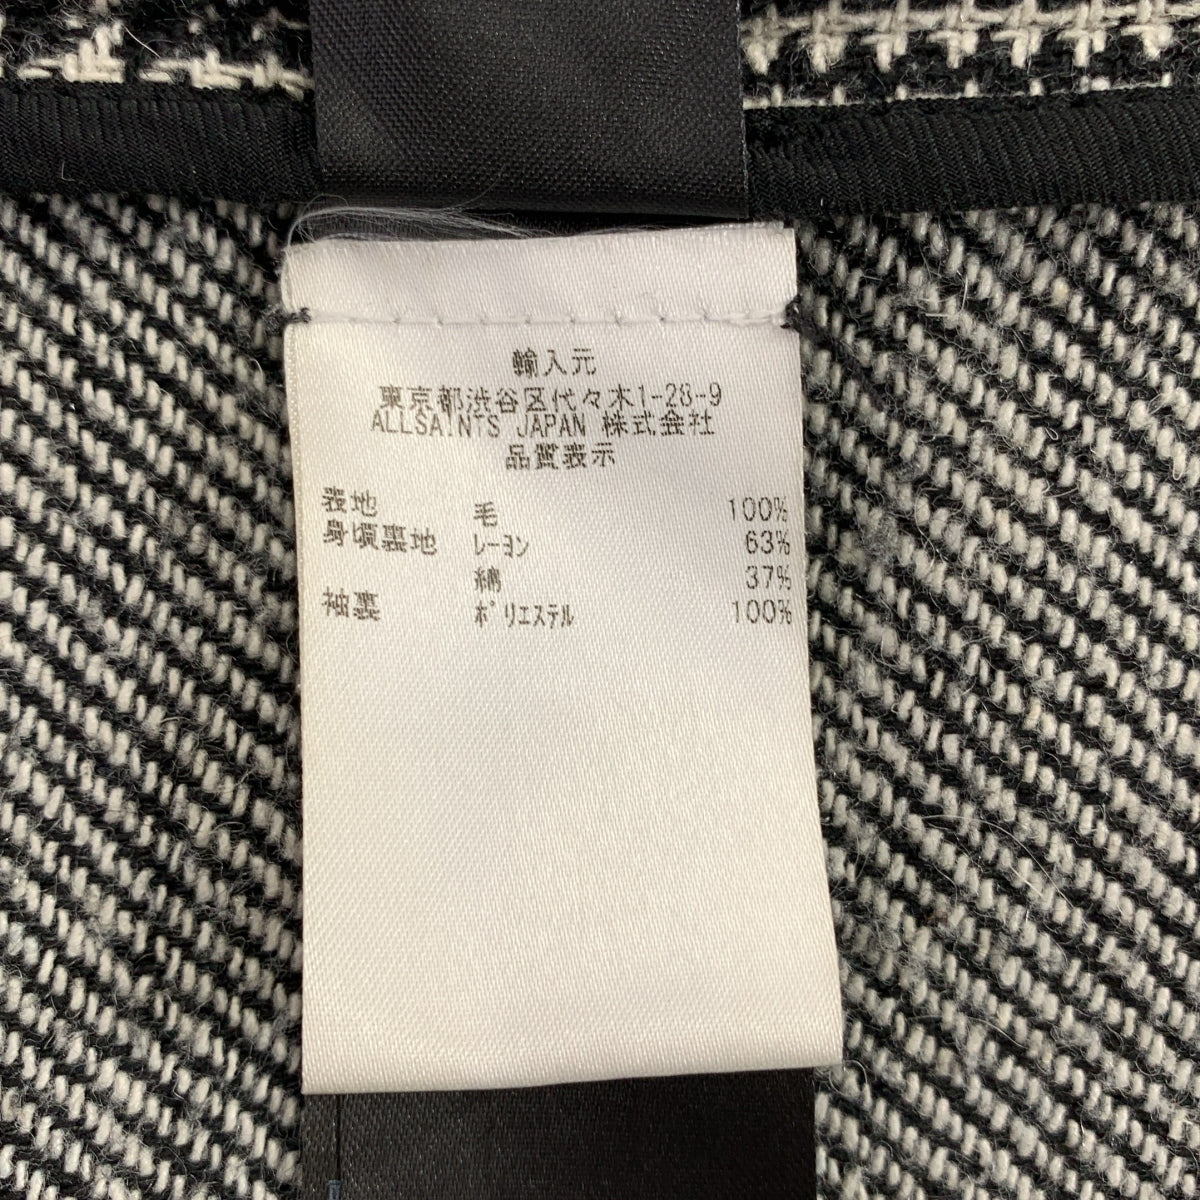 輸入元
東京都渋谷区代々木1-28-9
ALLSAINTS JAPAN 株式会社
品質表示
表地 毛 100%
身頃裏地 ﾚｰﾖﾝ 63%
綿 37%
袖裏 ﾎﾟﾘｴｽﾃﾙ 100%